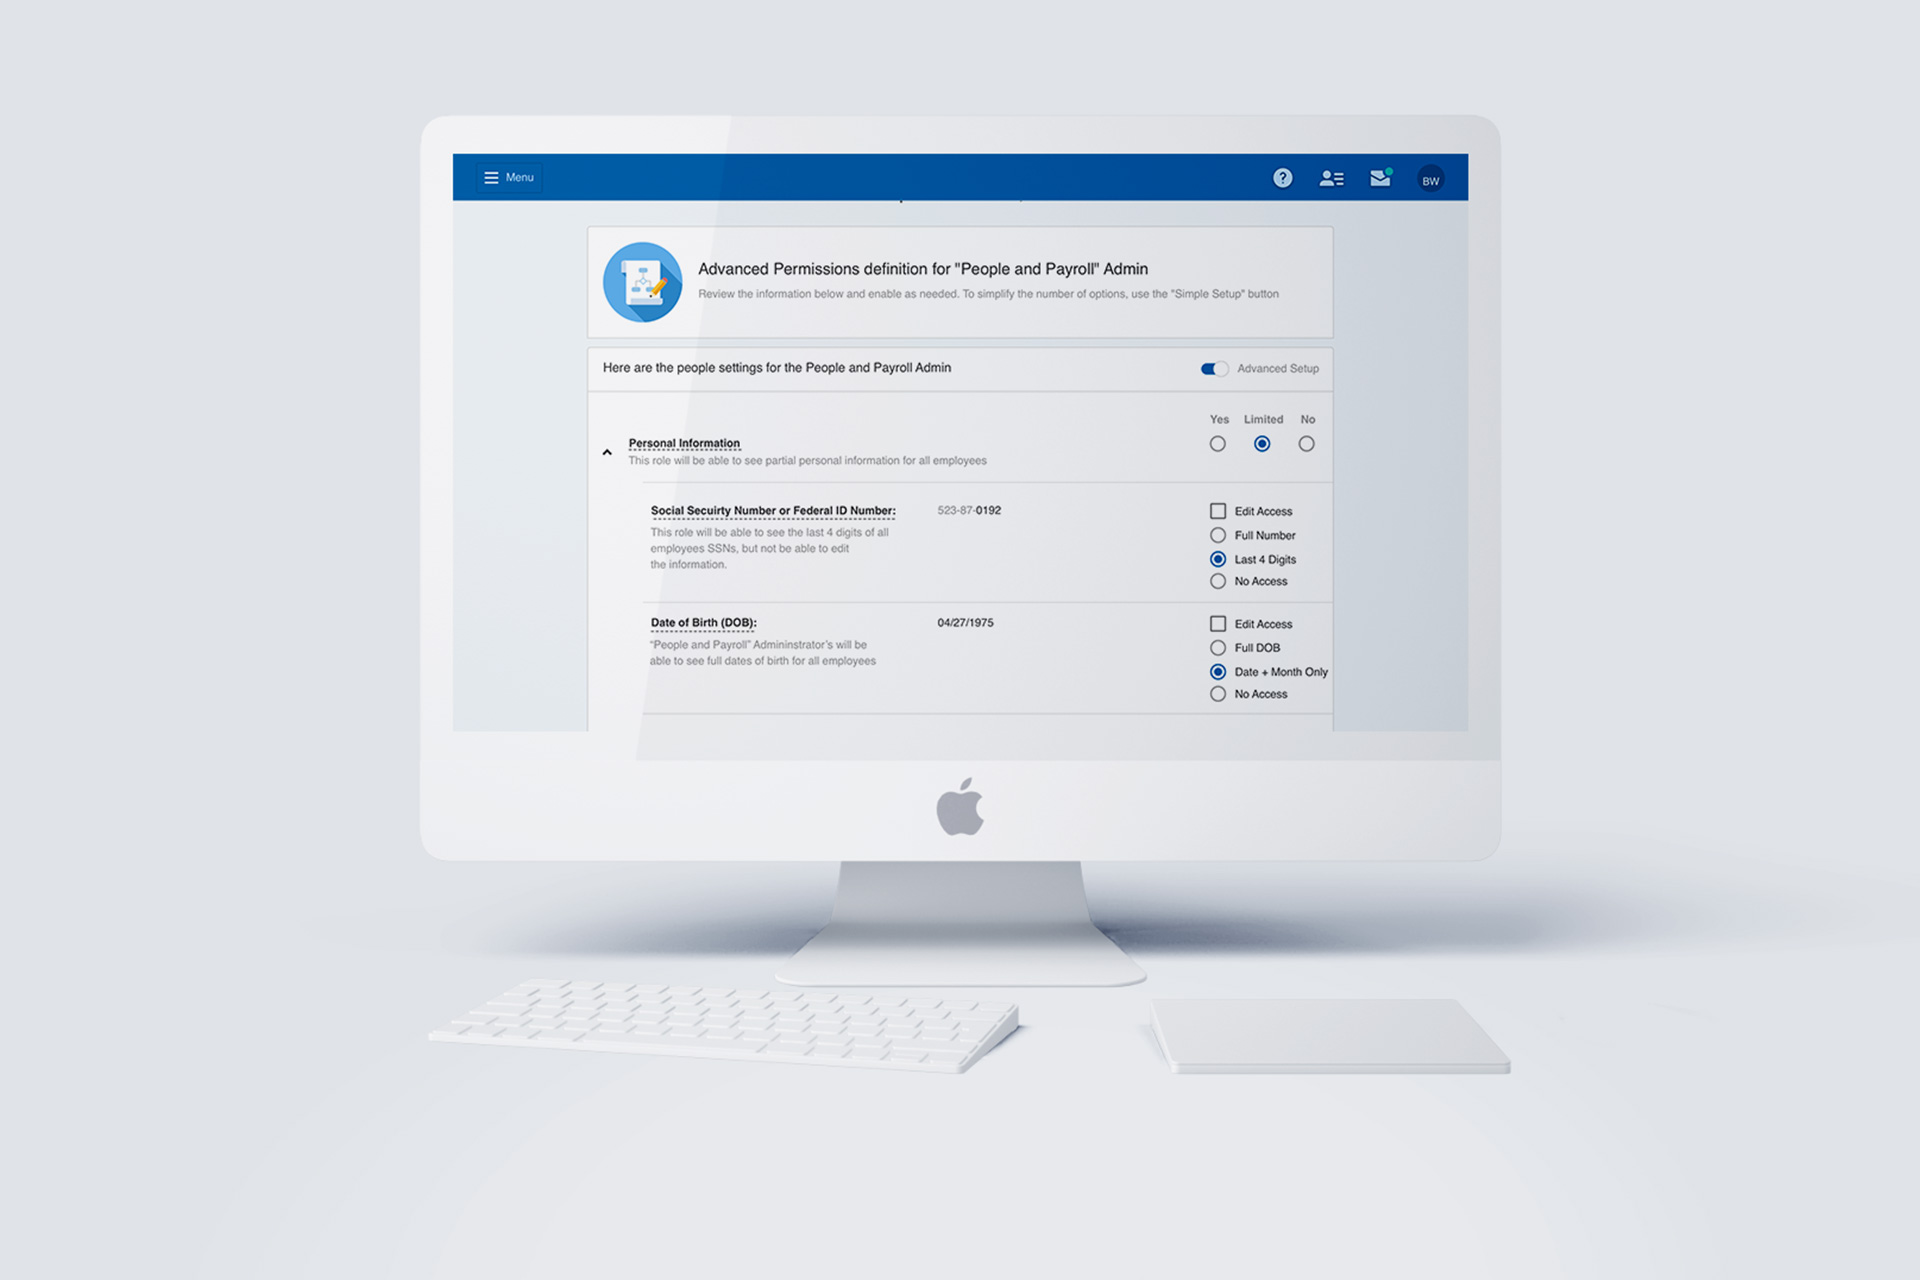 Menu
BW
Advanced Permissions definition for "People and Payroll" Admin
Review the information below and enable as needed. To simplify the number of options, use the "Simple Setup" button
Here are the people settings for the People and Payroll Admin
Advanced Setup
Yes Limited No
Personal Information
This role will be able to see partial personal information for all employees
Social Secuirty Number or Federal ID Number:
523-87-0192
This role will be able to see the last 4 digits of all
employees SSNs, but not be able to edit
the information.
Edit Access
Full Number
Last 4 Digits
No Access
Date of Birth (DOB):
04/27/1975
“People and Payroll” Admininstrator’s will be
able to see full dates of birth for all employees
Edit Access
Full DOB
Date + Month Only
No Access